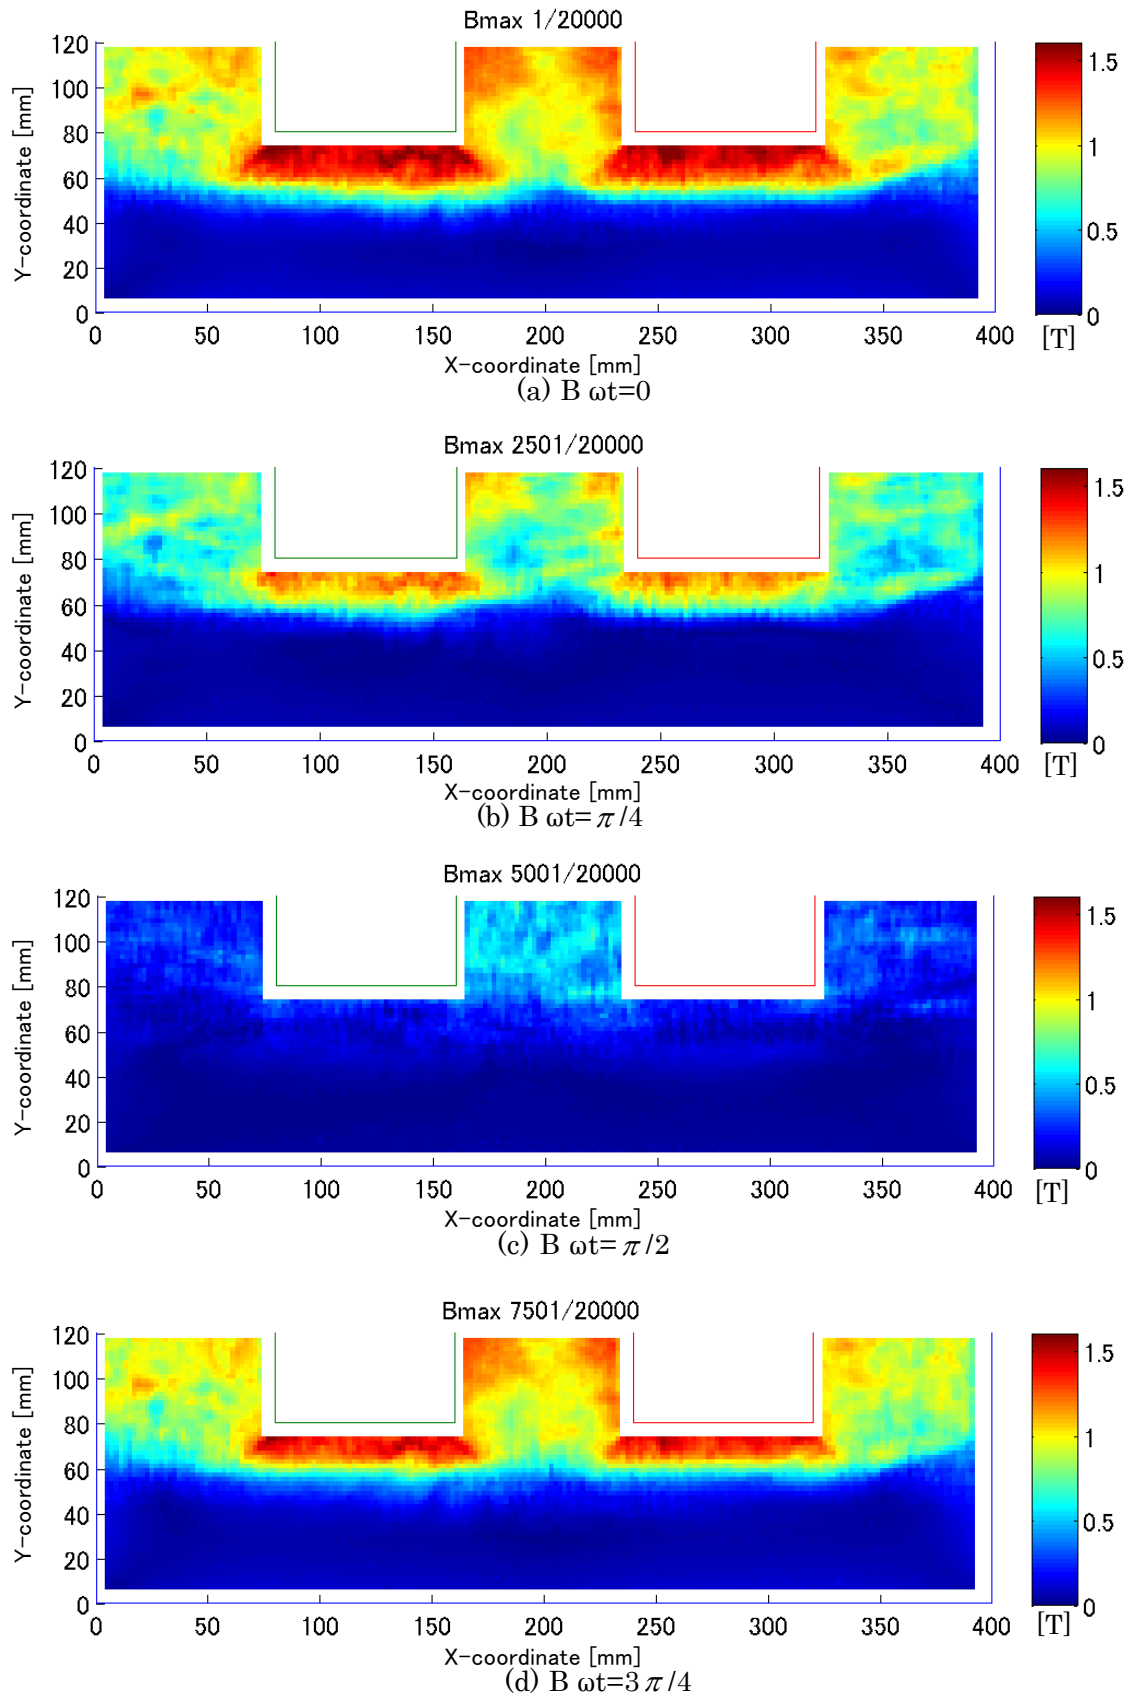 Bmax 1/20000
120
100
80
60
40
20
0
Y-coordinate [mm]
0 50 100 150 200 250 300 350 400
X-coordinate [mm]
1.5
1
0.5
0
[T]
(a) B ωt=0
Bmax 2501/20000
120
100
80
60
40
20
0
Y-coordinate [mm]
0 50 100 150 200 250 300 350 400
X-coordinate [mm]
1.5
1
0.5
0
[T]
(b) B ωt=π/4
Bmax 5001/20000
120
100
80
60
40
20
0
Y-coordinate [mm]
0 50 100 150 200 250 300 350 400
X-coordinate [mm]
1.5
1
0.5
0
[T]
(c) B ωt=π/2
Bmax 7501/20000
120
100
80
60
40
20
0
Y-coordinate [mm]
0 50 100 150 200 250 300 350 400
X-coordinate [mm]
1.5
1
0.5
0
[T]
(d) B ωt=3π/4